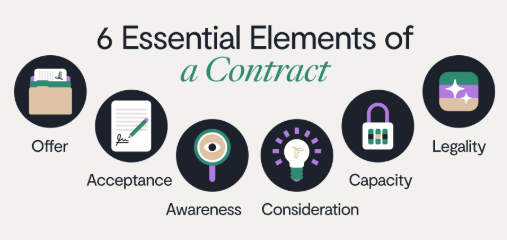 6 Essential Elements of
a Contract
Offer
Acceptance
Awareness
Consideration
Capacity
Legality